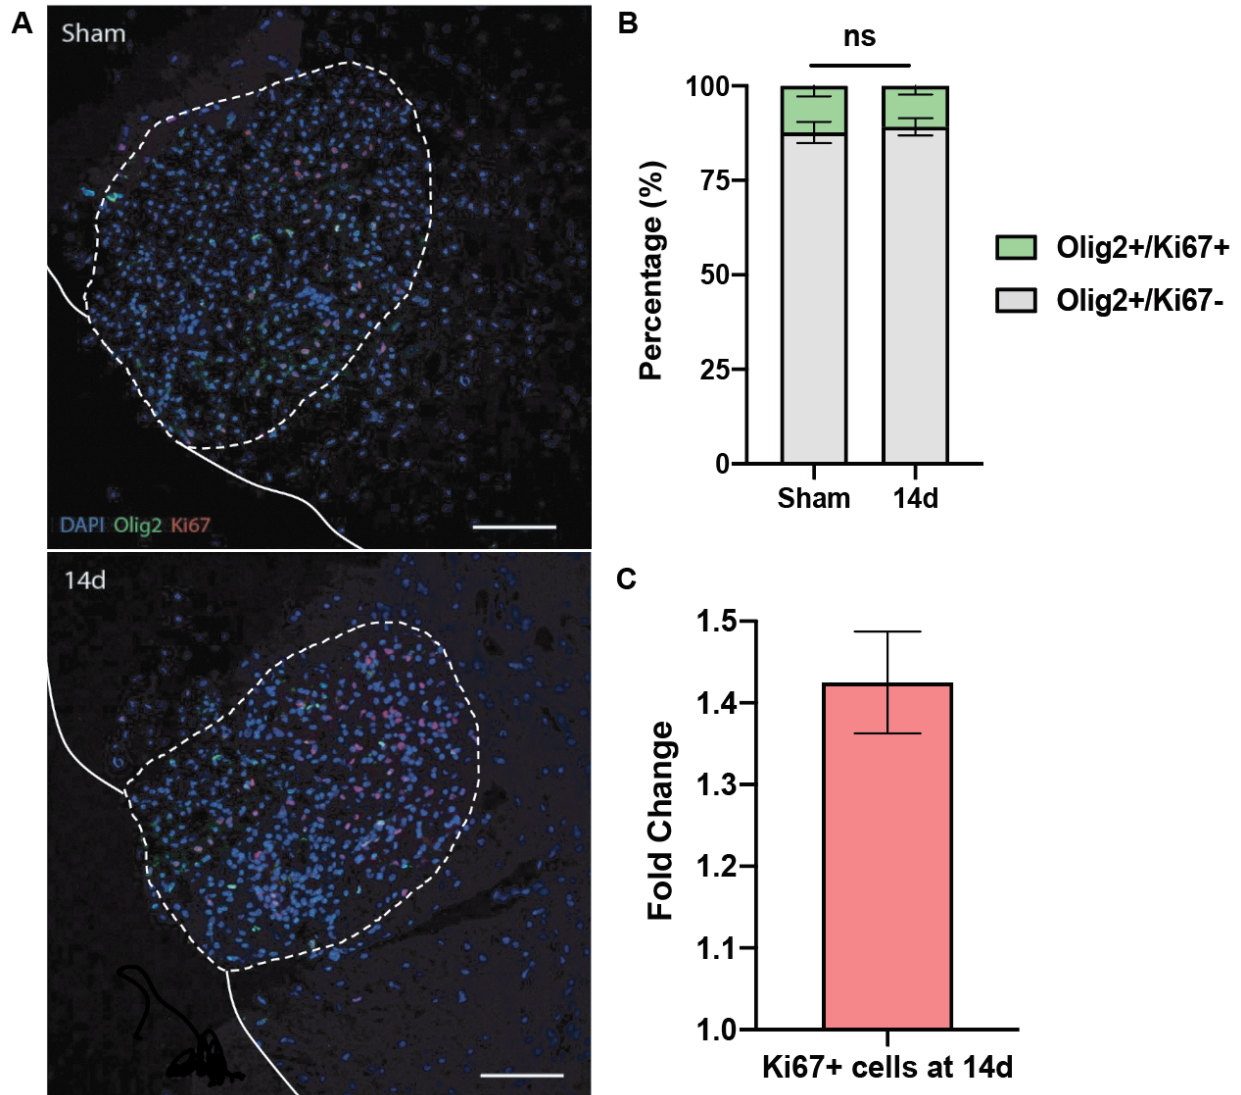 A
Sham
DAPI Olig2 Ki67
14d
B
ns
100
75
50
25
0
Percentage (%)
Sham 14d
Olig2+/Ki67+
Olig2+/Ki67-
C
1.5
1.4
1.3
1.2
1.1
1.0
Fold Change
Ki67+ cells at 14d